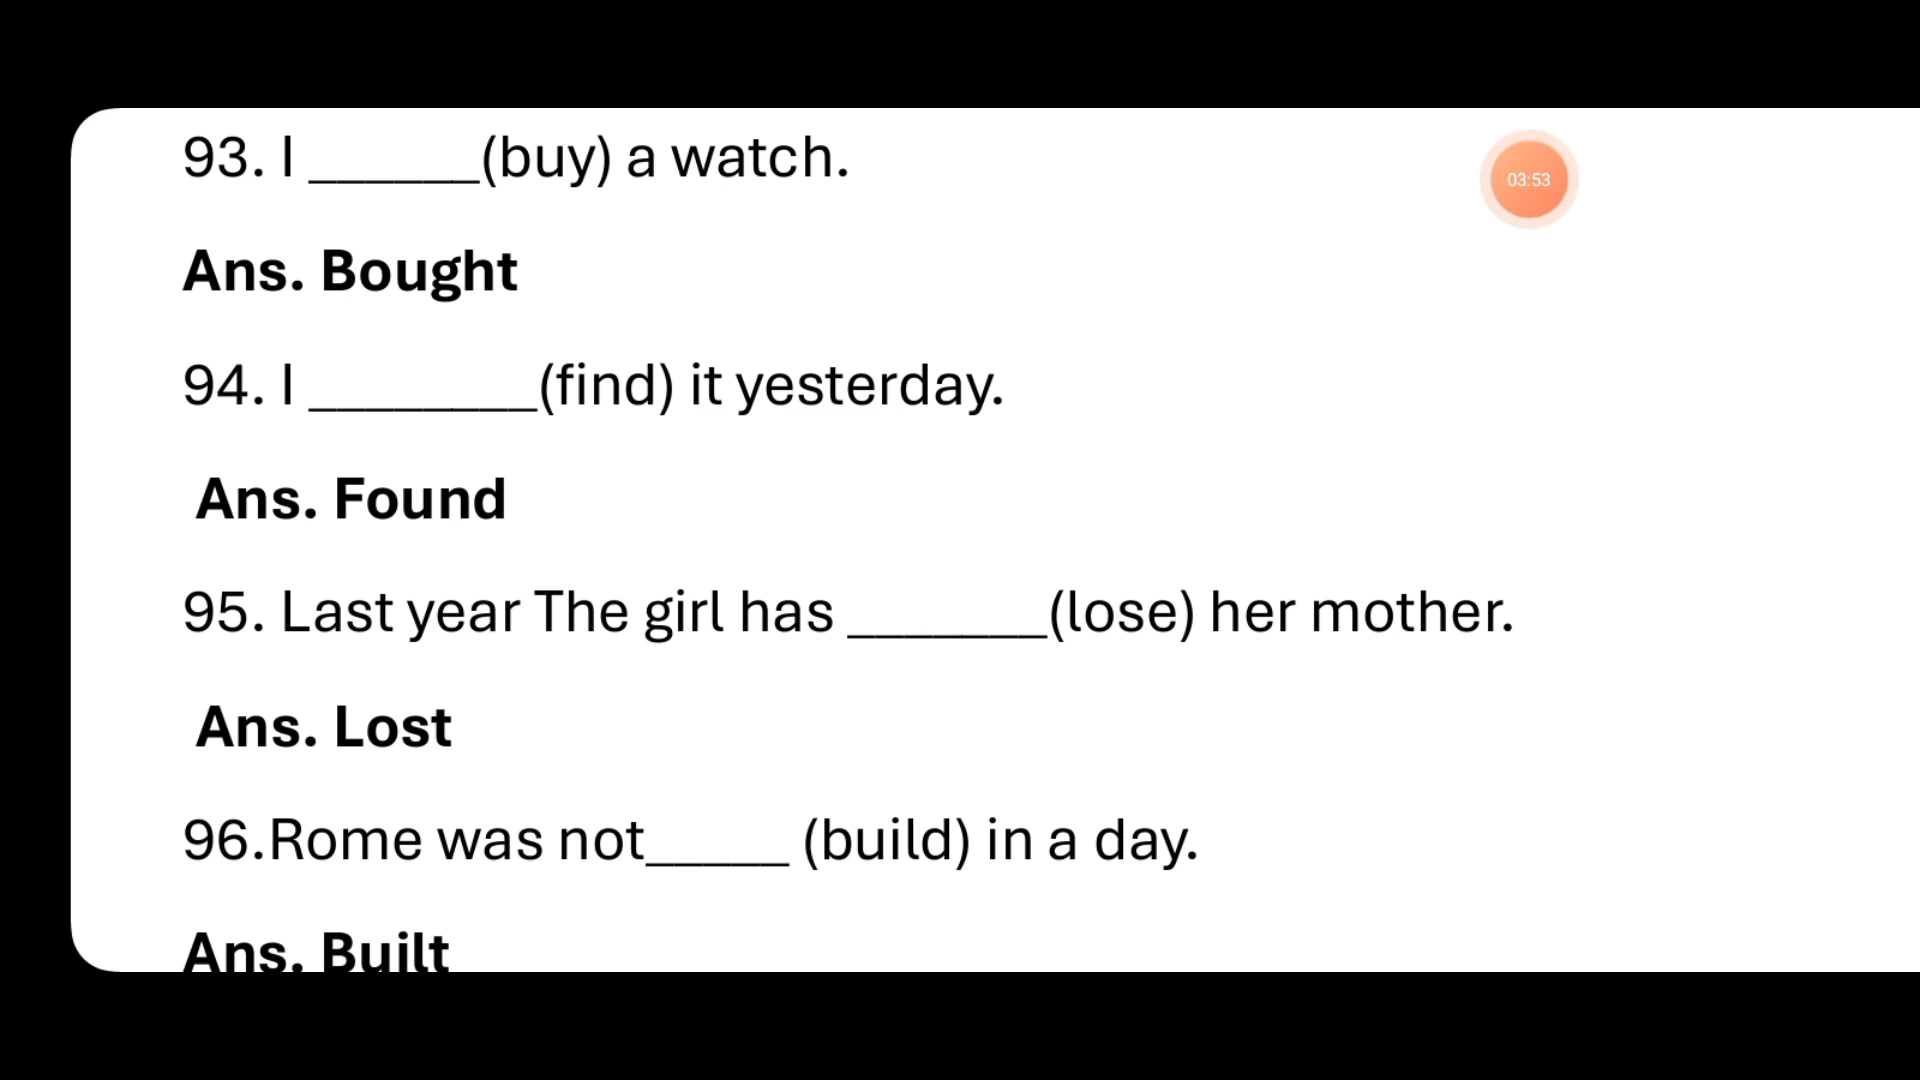 93. I ______(buy) a watch.
03:53
Ans. Bought
94. I ________(find) it yesterday.
Ans. Found
95. Last year The girl has _______(lose) her mother.
Ans. Lost
96.Rome was not_____ (build) in a day.
Ans. Built